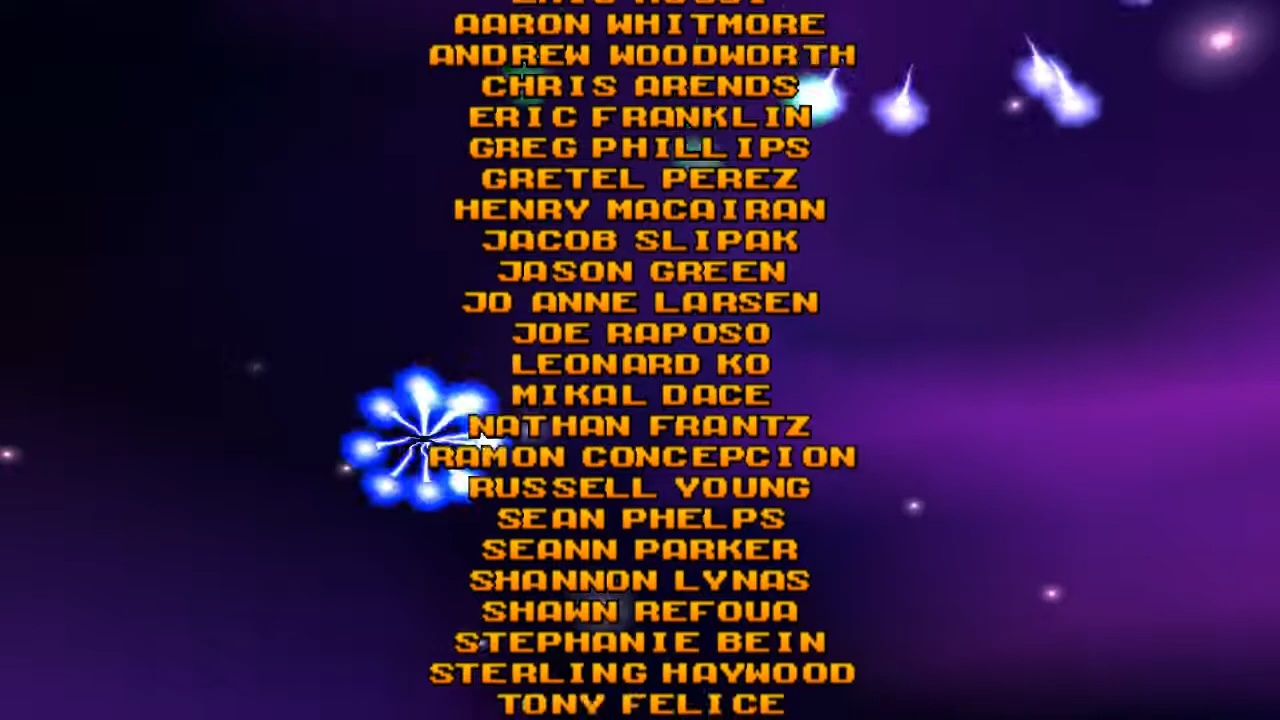 AARON WHITMORE
ANDREW WOODWORTH
CHRIS ARENDS
ERIC FRANKLIN
GREG PHILLIPS
GRETEL PEREZ
HENRY MACAIRAN
JACOB SLIPAK
JASON GREEN
JO ANNE LARSEN
JOE RAPOSO
LEONARD KO
MIKAL DACE
NATHAN FRANTZ
RAMON CONCEPCION
RUSSELL YOUNG
SEAN PHELPS
SEANN PARKER
SHANNON LYNAS
SHAWN REFOUA
STEPHANIE BEIN
STERLING HAYWOOD
TONY FELICE